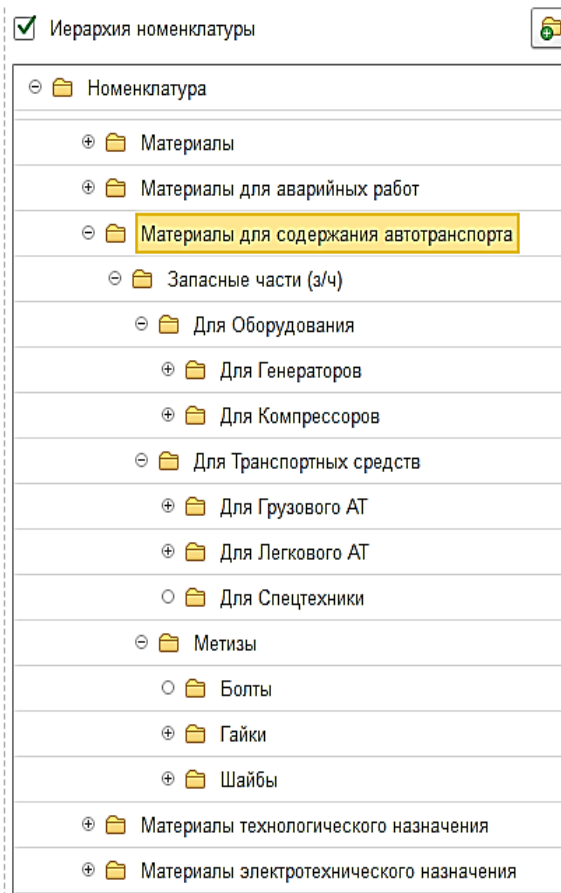 Иерархия номенклатуры
Номенклатура
Материалы
Материалы для аварийных работ
Материалы для содержания автотранспорта
Запасные части (з/ч)
Для Оборудования
Для Генераторов
Для Компрессоров
Для Транспортных средств
Для Грузового АТ
Для Легкового АТ
Для Спецтехники
Метизы
Болты
Гайки
Шайбы
Материалы технологического назначения
Материалы электротехнического назначения